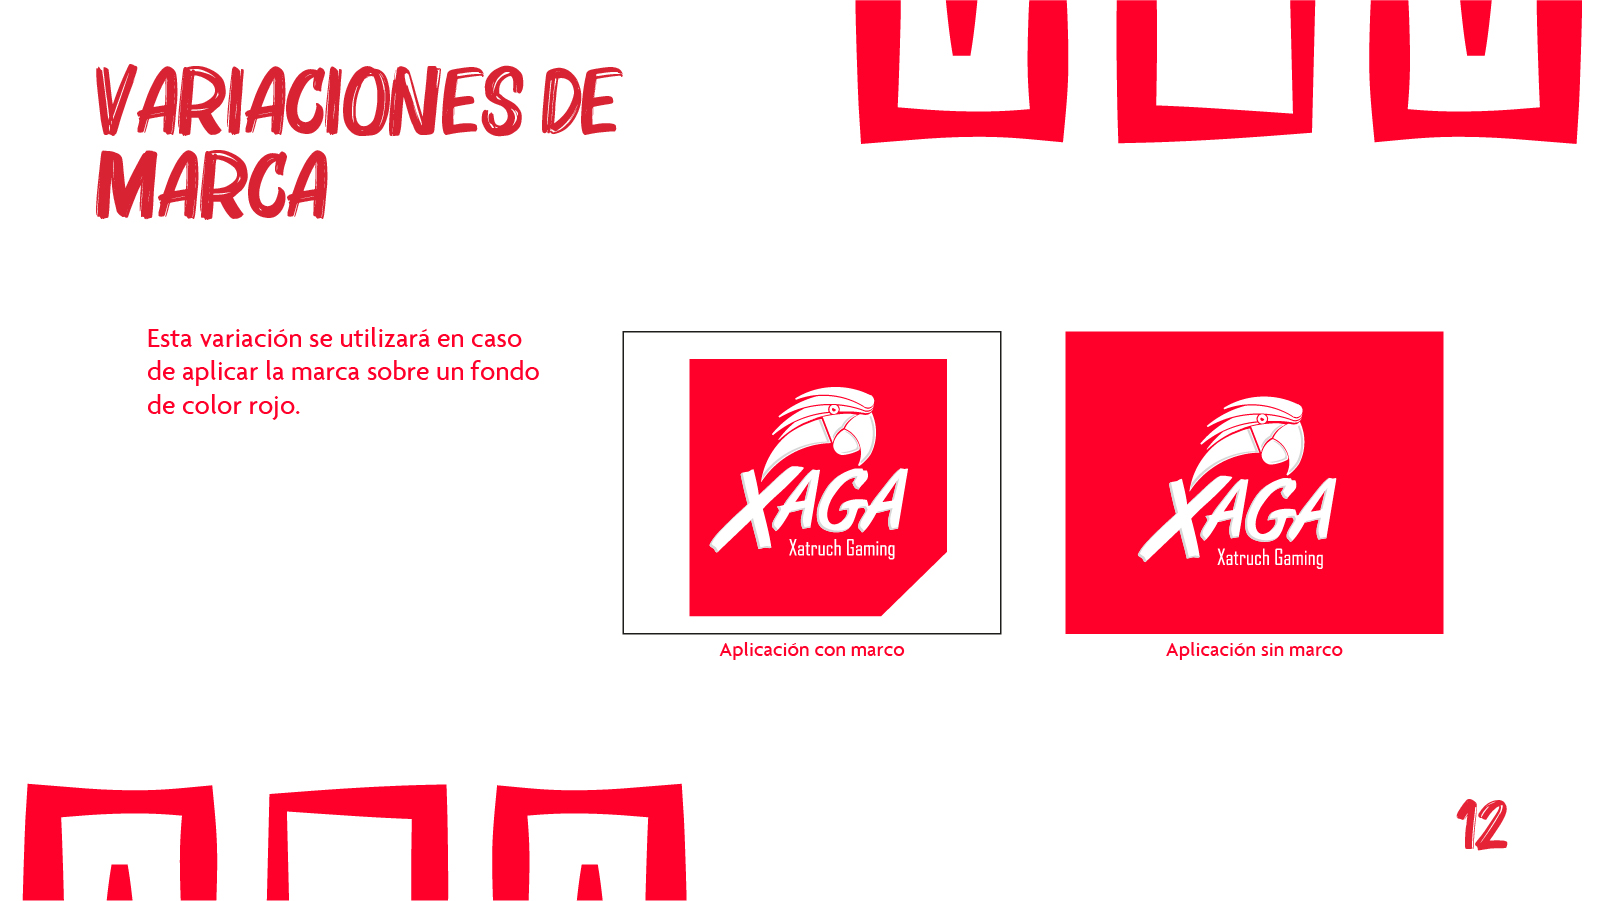 VARIACIONES DE
MARCA
Esta variación se utilizará en caso
de aplicar la marca sobre un fondo
de color rojo.
XAGA
Xatruch Gaming
Aplicación con marco
XAGA
Xatruch Gaming
Aplicación sin marco
12